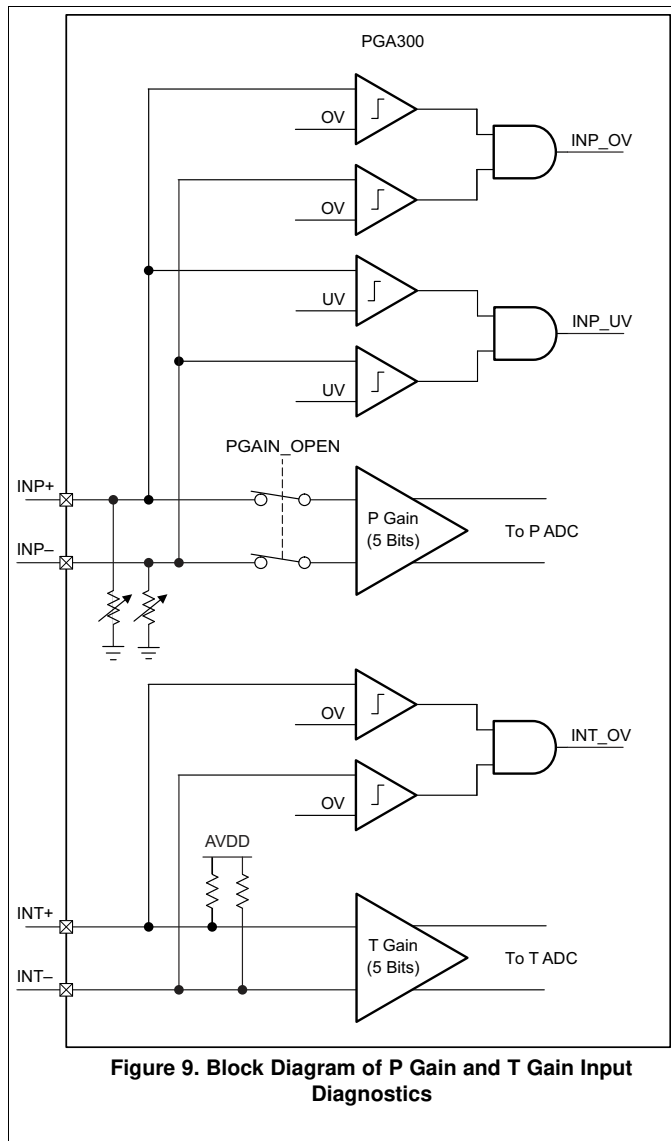 PGA300
OV
INP_OV
OV
UV
INP_UV
UV
PGAIN_OPEN
INP+
P Gain
(5 Bits)
To P ADC
INP–
OV
INT_OV
OV
AVDD
INT+
T Gain
(5 Bits)
To T ADC
INT–
Figure 9. Block Diagram of P Gain and T Gain Input
Diagnostics